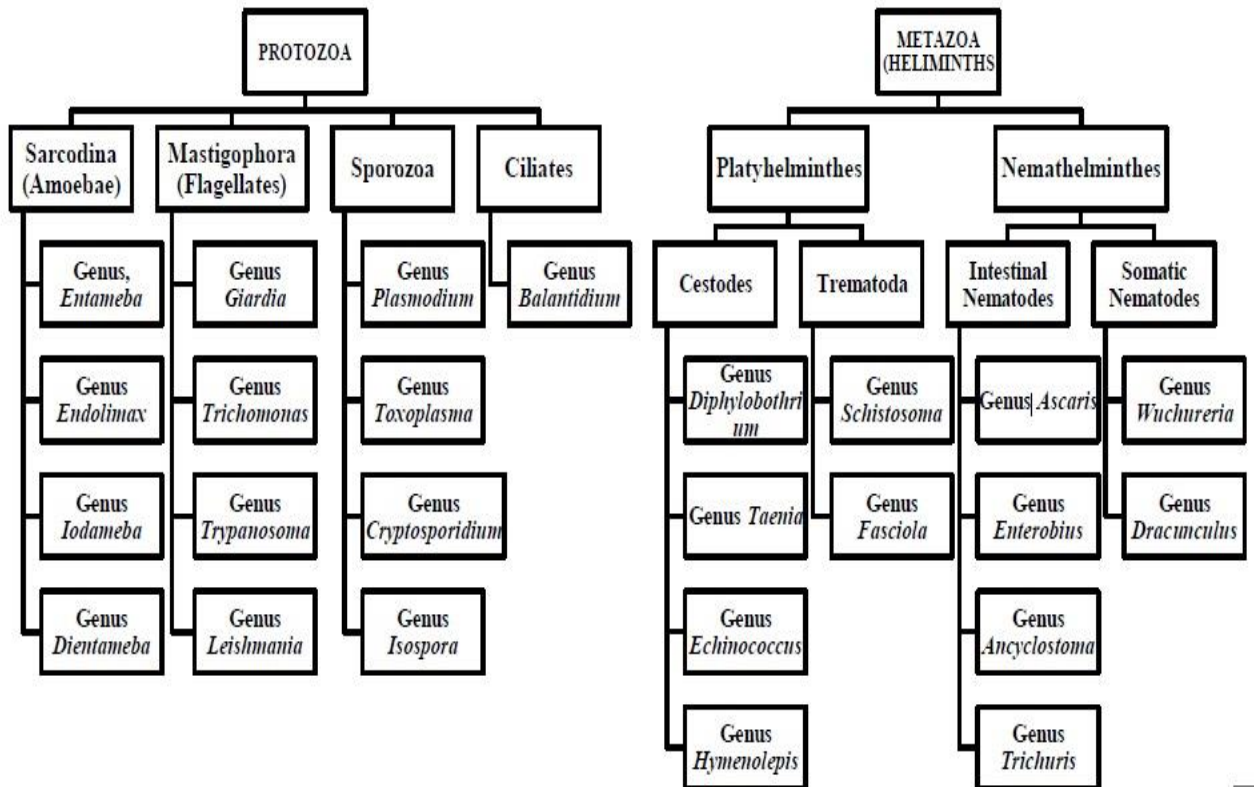 PROTOZOA
Sarcodina
(Amoebae)
Genus,
Entameba
Genus
Endolimax
Genus
Iodameba
Genus
Dientameba
Mastigophora
(Flagellates)
Genus
Giardia
Genus
Trichomonas
Genus
Trypanosoma
Genus
Leishmania
Sporozoa
Genus
Plasmodium
Genus
Toxoplasma
Genus
Cryptosporidium
Genus
Isospora
Ciliates
Genus
Balantidium
METAZOA
(HELIMINTHS
Platyhelminthes
Cestodes
Genus
Diphylobothri
um
Genus Taenia
Genus
Echinococcus
Genus
Hymenolepis
Trematoda
Genus
Schistosoma
Genus
Fasciola
Nemathelminthes
Intestinal
Nematodes
Genus Ascaris
Genus
Enterobius
Genus
Ancyclostoma
Genus
Trichuris
Somatic
Nematodes
Genus
Wuchureria
Genus
Dracunculus